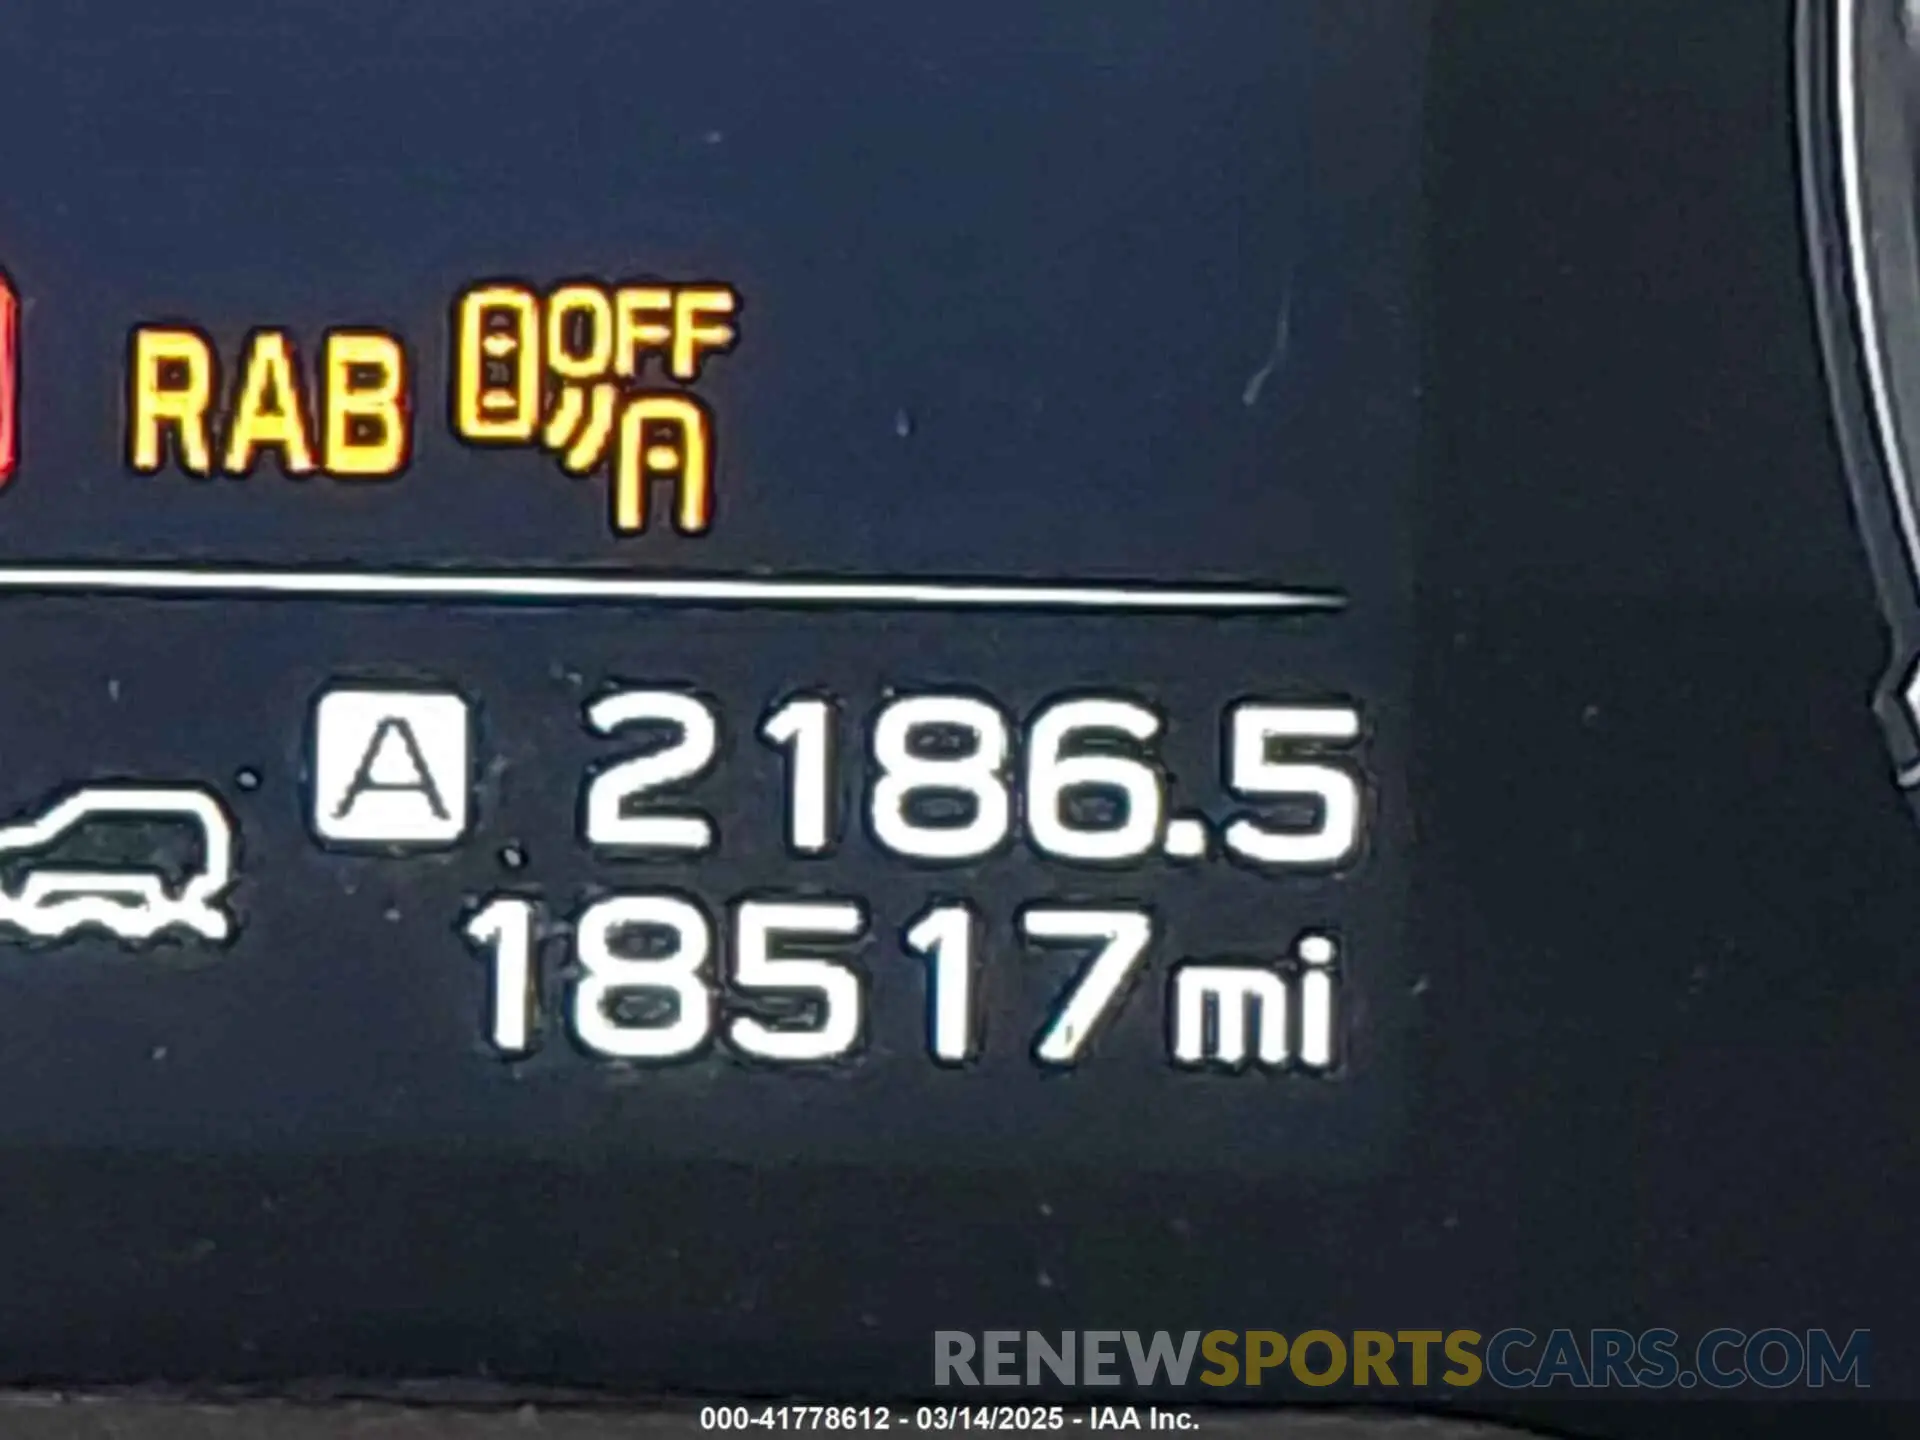 RAB OFF
A 2186.5
18517mi
RENEWSPORTSCARS.COM
000-41778612 - 03/14/2025 - IAA Inc.